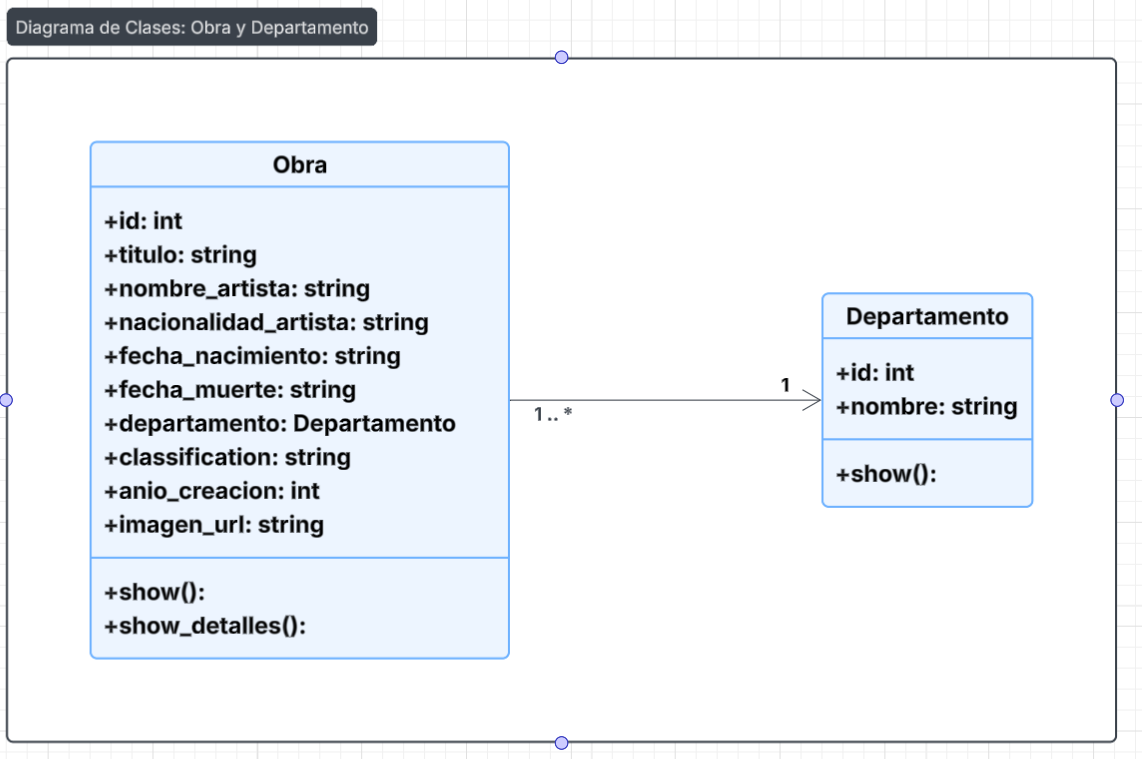 Diagrama de Clases: Obra y Departamento
Obra
+id: int
+titulo: string
+nombre_artista: string
+nacionalidad_artista: string
+fecha_nacimiento: string
+fecha_muerte: string
+departamento: Departamento
+classification: string
+anio_creacion: int
+imagen_url: string
+show():
+show_detalles():
1..*
1
Departamento
+id: int
+nombre: string
+show():